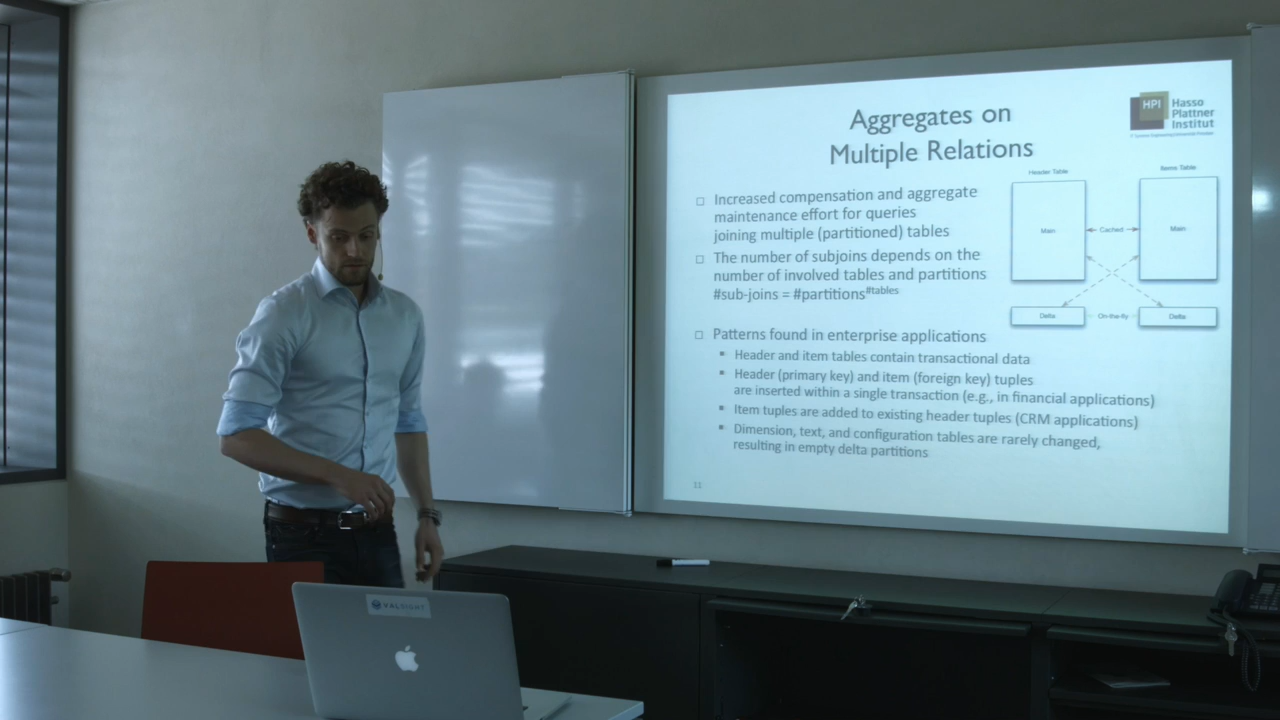 Aggregates on
Multiple Relations
HPI
Hasso
Plattner
Institut
Increased compensation and aggregate
maintenance effort for queries
joining multiple (partitioned) tables
The number of subjoins depends on the
number of involved tables and partitions
#sub-joins = #partitions#tables
Patterns found in enterprise applications
Header and item tables contain transactional data
Header (primary key) and item (foreign key) tuples
are inserted within a single transaction (e.g., in financial applications)
Item tuples are added to existing header tuples (CRM applications)
Dimension, text, and configuration tables are rarely changed,
resulting in empty delta partitions
11
Header Table
Items Table
Main
Cached
Main
Delta
On-the-fly
Delta
VALSIGHT